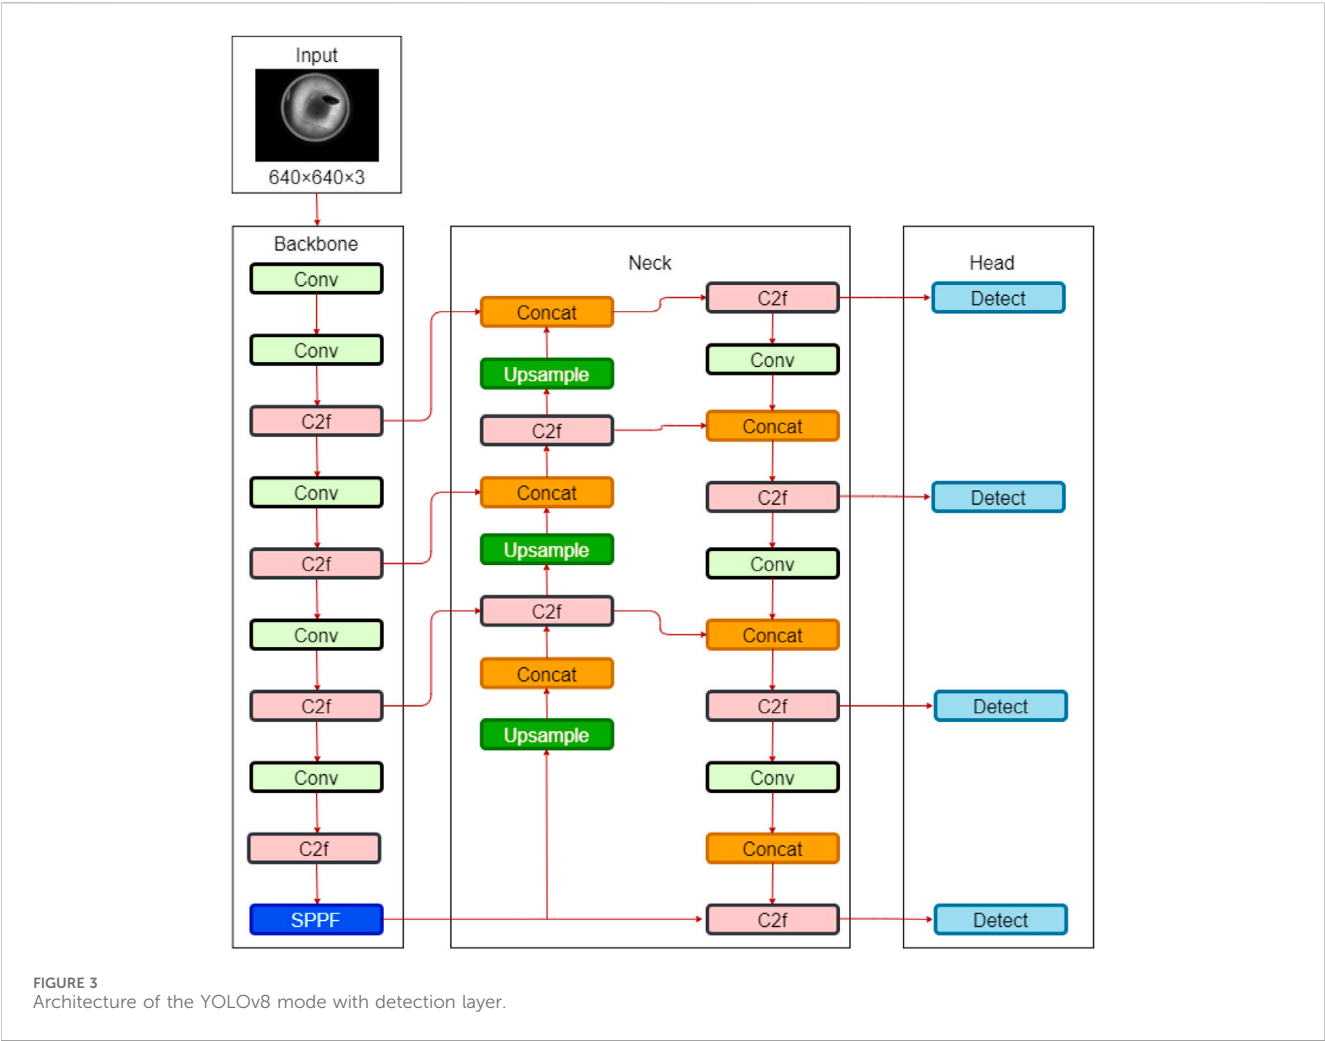 Input
640×640×3
Backbone
Conv
Conv
C2f
Conv
C2f
Conv
C2f
Conv
C2f
SPPF
Neck
Concat
Upsample
C2f
Concat
Upsample
C2f
Concat
Upsample
C2f
Conv
Concat
C2f
Conv
Concat
C2f
Conv
Concat
C2f
Head
Detect
Detect
Detect
Detect
FIGURE 3
Architecture of the YOLOv8 mode with detection layer.